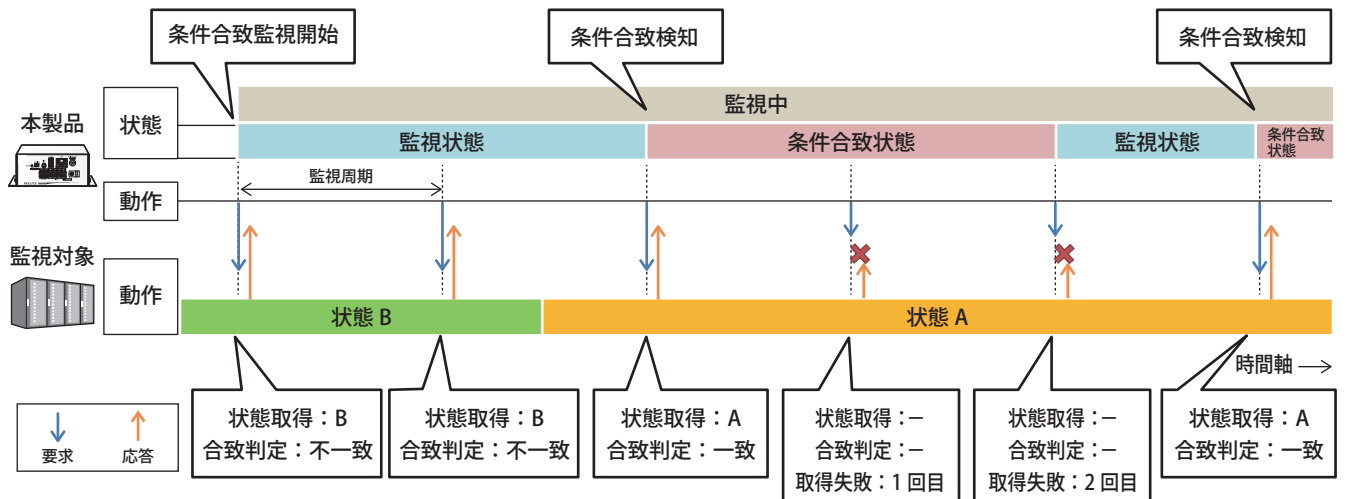 条件合致監視開始
条件合致検知
条件合致検知
本製品
状態
監視中
監視状態
条件合致状態
監視状態
条件合致
状態
監視周期
動作
監視対象
動作
状態 B
状態 A
時間軸
状態取得：B
合致判定：不一致
状態取得：B
合致判定：不一致
状態取得：A
合致判定：一致
状態取得：－
合致判定：－
取得失敗：1 回目
状態取得：－
合致判定：－
取得失敗：2 回目
状態取得：A
合致判定：一致
要求
応答